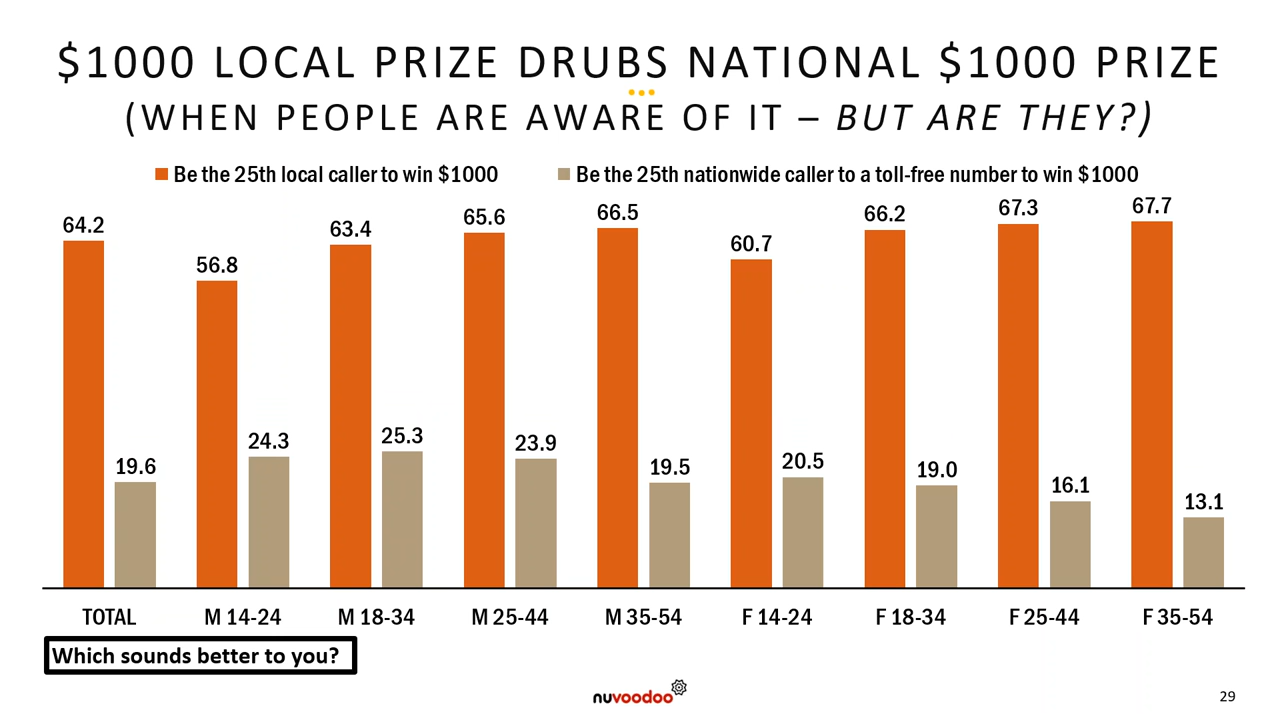 $1000 LOCAL PRIZE DRUBS NATIONAL $1000 PRIZE
(WHEN PEOPLE ARE AWARE OF IT – BUT ARE THEY?)
Be the 25th local caller to win $1000
Be the 25th nationwide caller to a toll-free number to win $1000
64.2
19.6
56.8
24.3
63.4
25.3
65.6
23.9
66.5
19.5
60.7
20.5
66.2
19.0
67.3
16.1
67.7
13.1
TOTAL
M 14-24
M 18-34
M 25-44
M 35-54
F 14-24
F 18-34
F 25-44
F 35-54
Which sounds better to you?
nuvoodoo
29